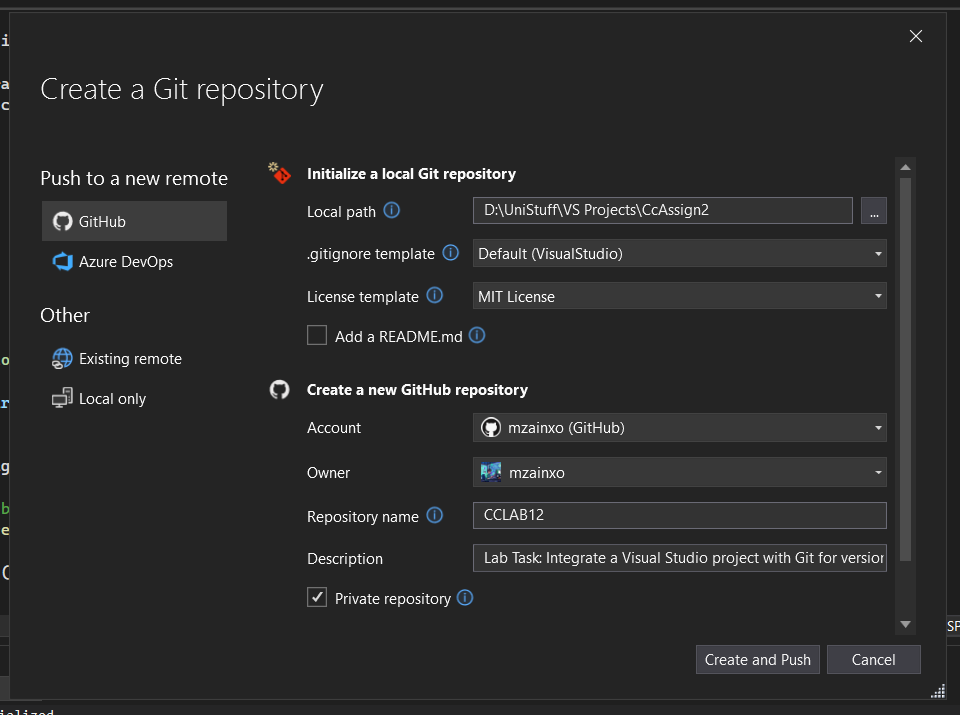 Create a Git repository
Push to a new remote
GitHub
Azure DevOps
Other
Existing remote
Local only
Initialize a local Git repository
Local path D:\UniStuff\VS Projects\CcAssign2 ...
.gitignore template Default (VisualStudio)
License template MIT License
Add a README.md
Create a new GitHub repository
Account mzainxo (GitHub)
Owner mzainxo
Repository name CCLAB12
Description Lab Task: Integrate a Visual Studio project with Git for version
Private repository
Create and Push Cancel